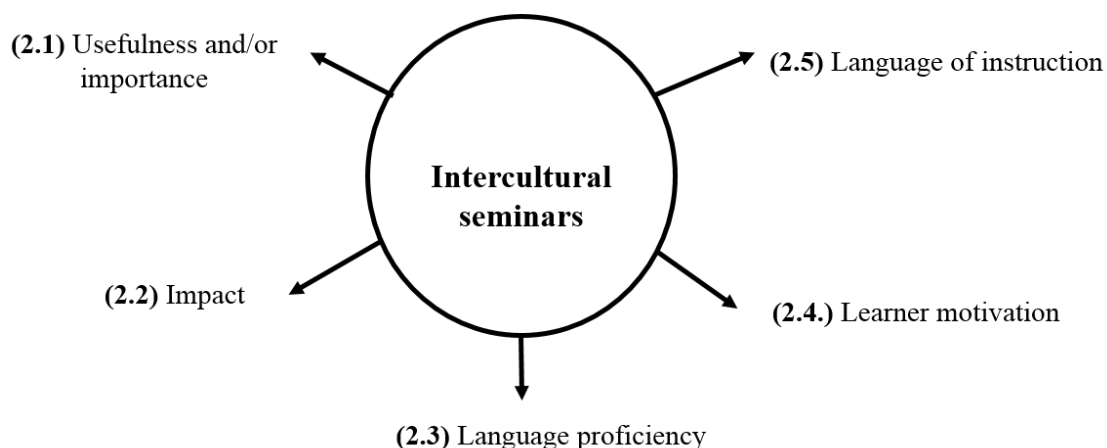 (2.1) Usefulness and/or
importance
(2.5) Language of instruction
Intercultural
seminars
(2.2) Impact
(2.4.) Learner motivation
(2.3) Language proficiency